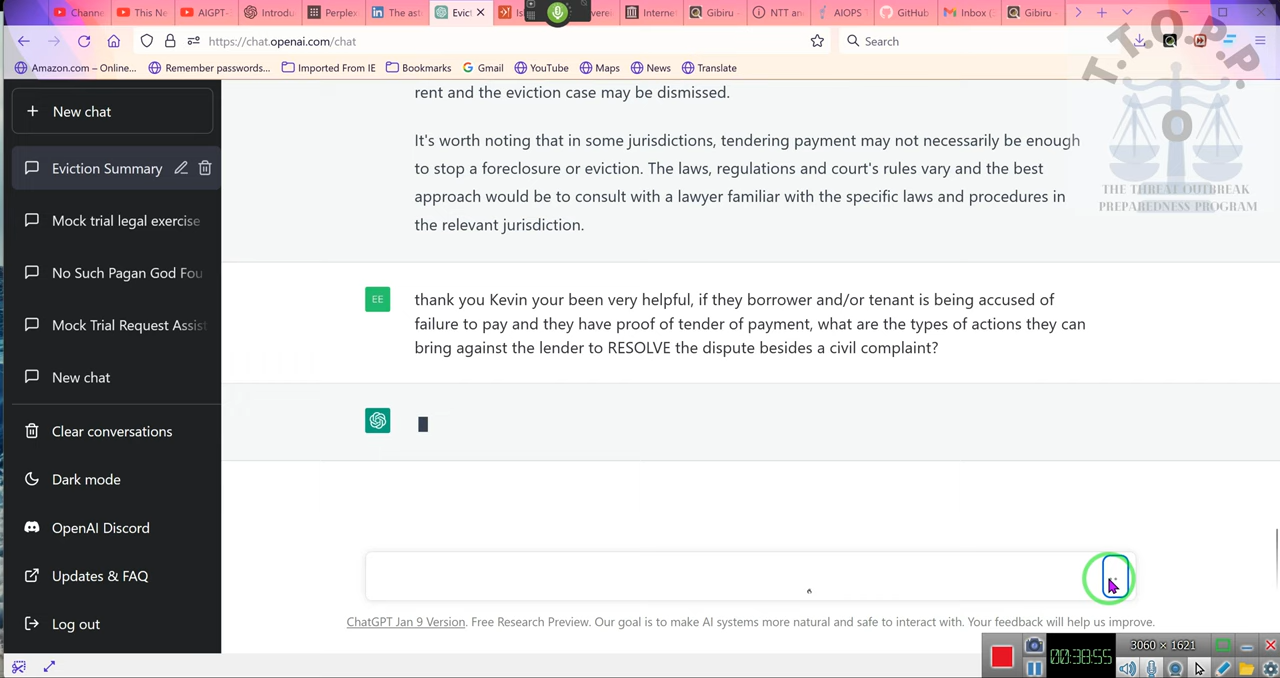 Channe
This Ne
AIGPT-
Introdu
Perplex
The ast
Evict
Is
vere
Internet
Gibiru -
NTT an
AIOPS T
GitHub
Inbox (
Gibiru -
https://chat.openai.com/chat
Search
Amazon.com – Online...
Remember passwords...
Imported From IE
Bookmarks
Gmail
YouTube
Maps
News
Translate
T.T.O.P.P.
O
THE THREAT OUTBREAK
PREPAREDNESS PROGRAM
New chat
Eviction Summary
Mock trial legal exercise
No Such Pagan God Fou
Mock Trial Request Assist
New chat
Clear conversations
Dark mode
OpenAI Discord
Updates & FAQ
Log out
rent and the eviction case may be dismissed.
It's worth noting that in some jurisdictions, tendering payment may not necessarily be enough
to stop a foreclosure or eviction. The laws, regulations and court's rules vary and the best
approach would be to consult with a lawyer familiar with the specific laws and procedures in
the relevant jurisdiction.
EE
thank you Kevin your been very helpful, if they borrower and/or tenant is being accused of
failure to pay and they have proof of tender of payment, what are the types of actions they can
bring against the lender to RESOLVE the dispute besides a civil complaint?
ChatGPT Jan 9 Version. Free Research Preview. Our goal is to make AI systems more natural and safe to interact with. Your feedback will help us improve.
3060 × 1621
00:38:55